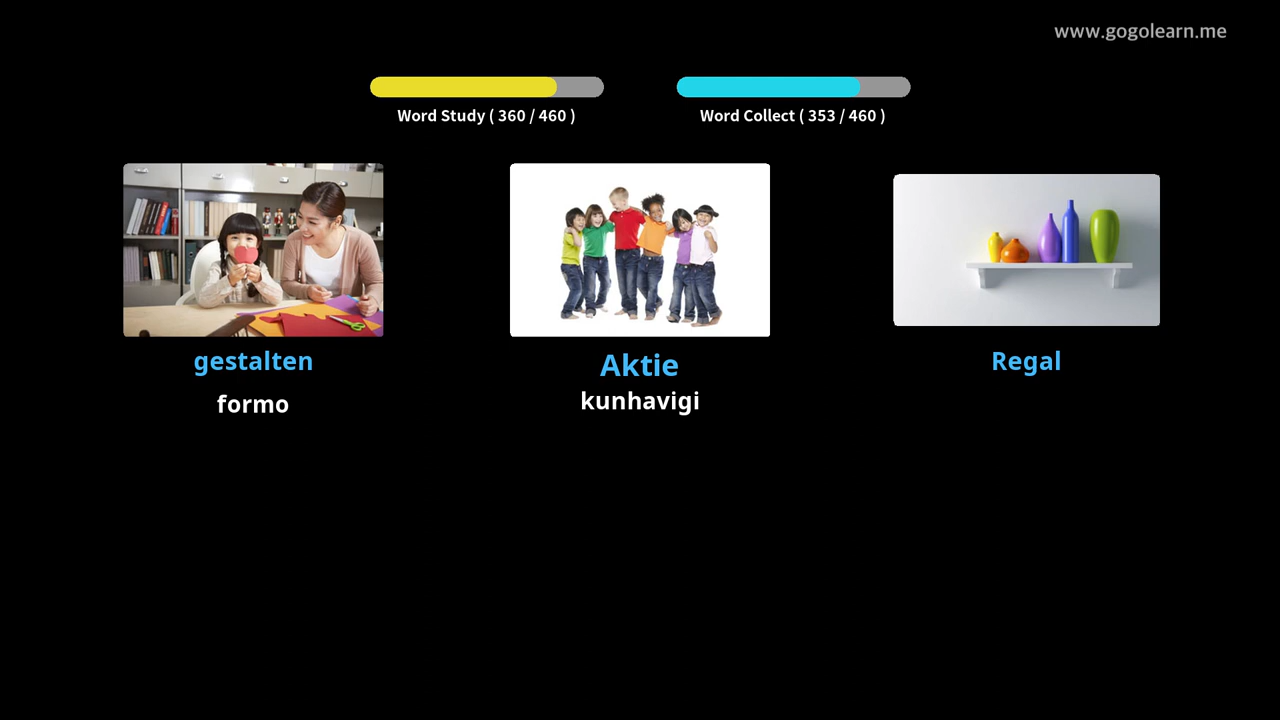 www.gogolearn.me
Word Study ( 360 / 460 )
Word Collect ( 353 / 460 )
gestalten
formo
Aktie
kunhavigi
Regal